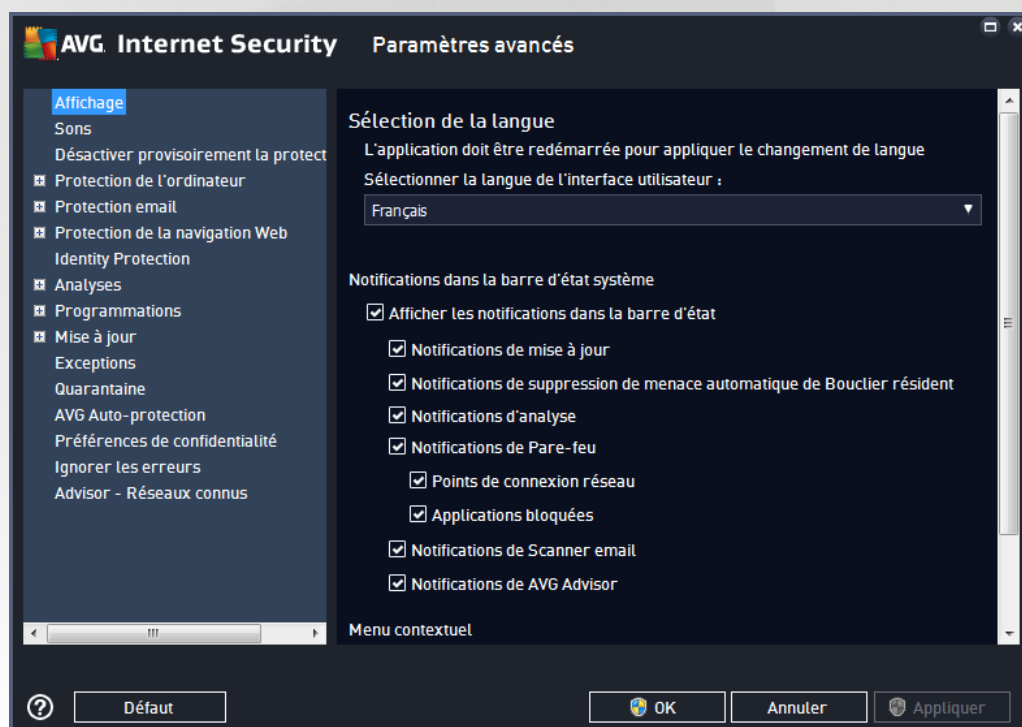 AVG. Internet Security
Paramètres avancés
Affichage
Sons
Désactiver provisoirement la protect
Protection de l'ordinateur
Protection email
Protection de la navigation Web
Identity Protection
Analyses
Programmations
Mise à jour
Exceptions
Quarantaine
AVG Auto-protection
Préférences de confidentialité
Ignorer les erreurs
Advisor - Réseaux connus
Sélection de la langue
L'application doit être redémarrée pour appliquer le changement de langue
Sélectionner la langue de l'interface utilisateur :
Français
Notifications dans la barre d'état système
Afficher les notifications dans la barre d'état
Notifications de mise à jour
Notifications de suppression de menace automatique de Bouclier résident
Notifications d'analyse
Notifications de Pare-feu
Points de connexion réseau
Applications bloquées
Notifications de Scanner email
Notifications de AVG Advisor
Menu contextuel
Défaut
OK
Annuler
Appliquer